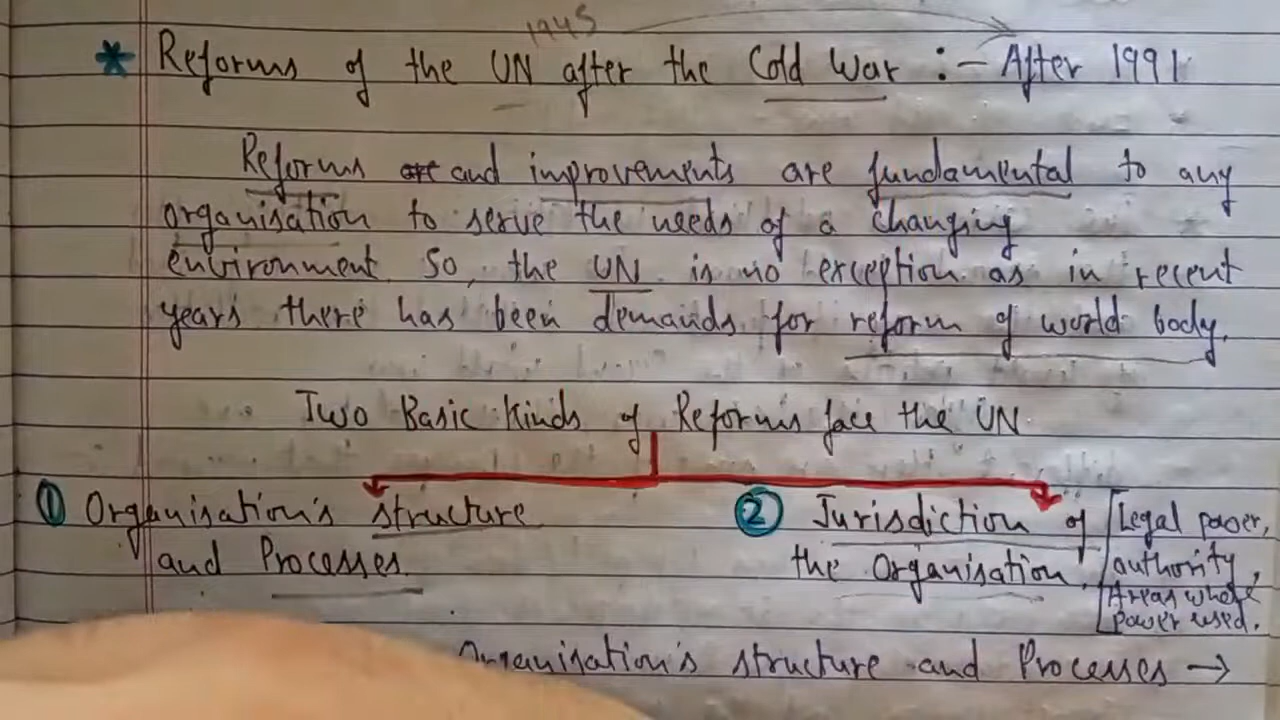 1945
* Reforms of the UN after the Cold War :- After 1991
Reforms and improvements are fundamental to any
organisation to serve the needs of a changing
environment. So, the UN is no exception as in recent
years there has been demands for reform of world body.
Two Basic Kinds of Reforms face the UN
① Organisation's structure
and Processes.
② Jurisdiction of
the Organisation.
Legal power,
authority,
Areas where
power used.
Organisation's structure and Processes →